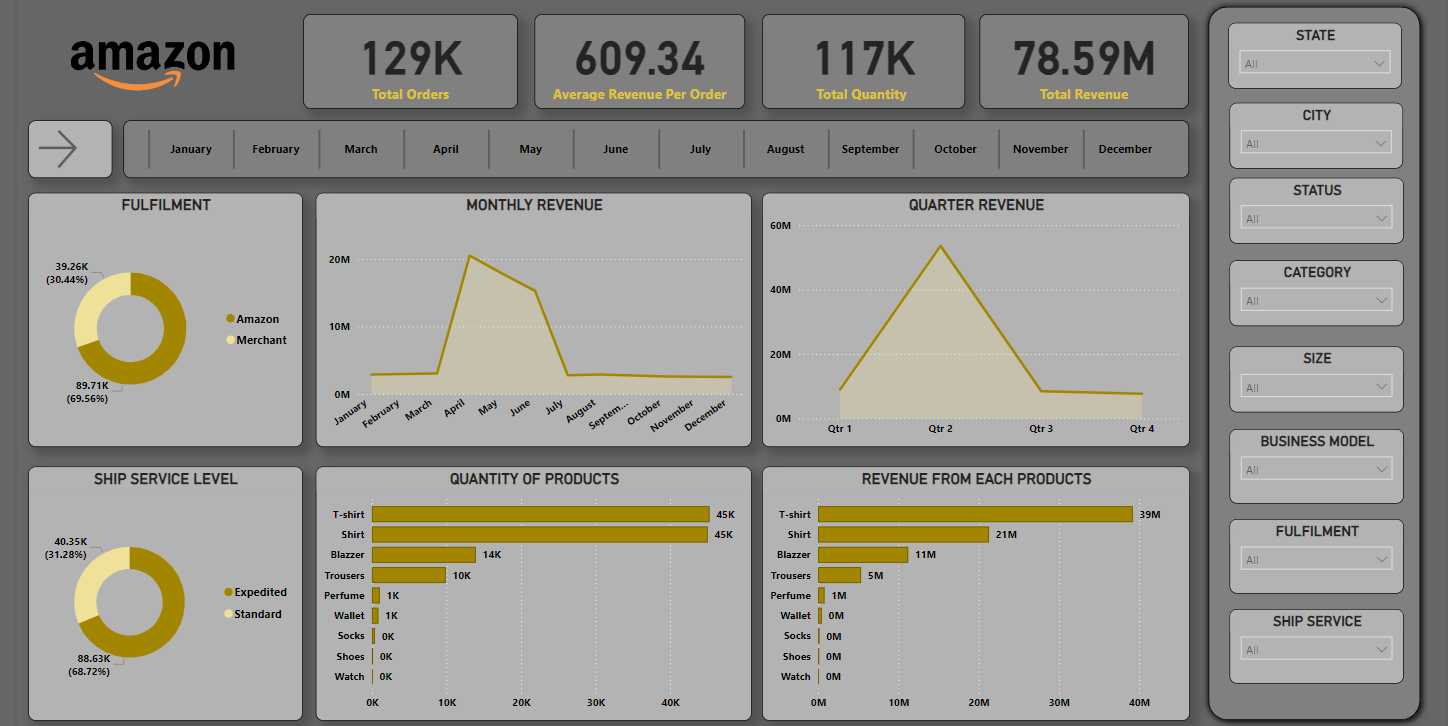 amazon
129K
Total Orders
609.34
Average Revenue Per Order
117K
Total Quantity
78.59M
Total Revenue
January February March April May June July August September October November December
FULFILMENT
39.26K
(30.44%)
89.71K
(69.56%)
Amazon
Merchant
MONTHLY REVENUE
20M
10M
0M
January February March April May June July August Septem... October November December
QUARTER REVENUE
60M
40M
20M
0M
Qtr 1 Qtr 2 Qtr 3 Qtr 4
SHIP SERVICE LEVEL
40.35K
(31.28%)
88.63K
(68.72%)
Expedited
Standard
QUANTITY OF PRODUCTS
T-shirt 45K
Shirt 45K
Blazzer 14K
Trousers 10K
Perfume 1K
Wallet 1K
Socks 0K
Shoes 0K
Watch 0K
0K 10K 20K 30K 40K
REVENUE FROM EACH PRODUCTS
T-shirt 39M
Shirt 21M
Blazzer 11M
Trousers 5M
Perfume 1M
Wallet 0M
Socks 0M
Shoes 0M
Watch 0M
0M 10M 20M 30M 40M
STATE
All
CITY
All
STATUS
All
CATEGORY
All
SIZE
All
BUSINESS MODEL
All
FULFILMENT
All
SHIP SERVICE
All